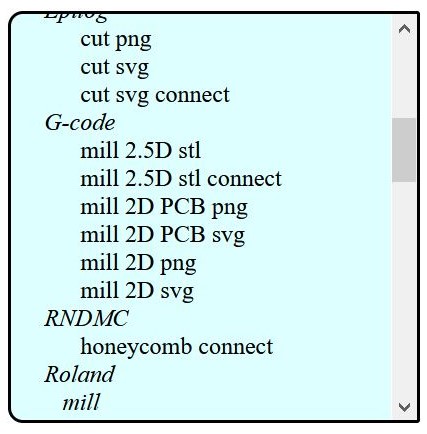 Epilog
cut png
cut svg
cut svg connect
G-code
mill 2.5D stl
mill 2.5D stl connect
mill 2D PCB png
mill 2D PCB svg
mill 2D png
mill 2D svg
RNDMC
honeycomb connect
Roland
mill